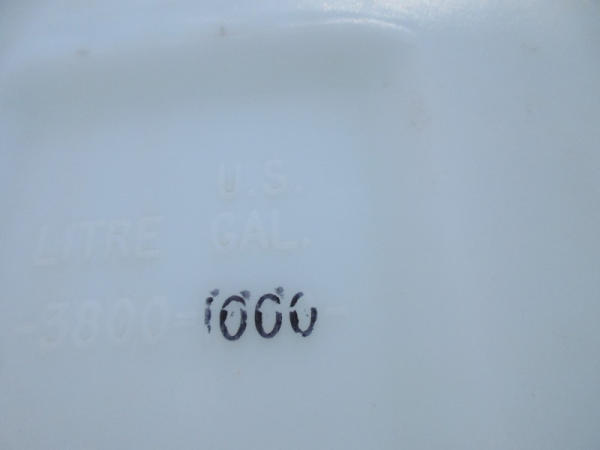 U.S.
LITRE GAL.
3800-1000-